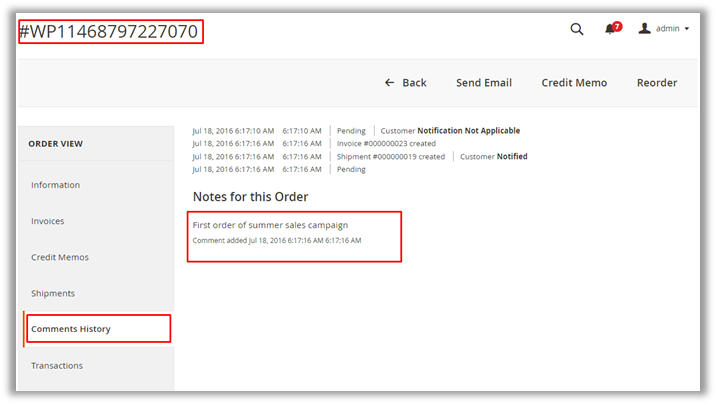 #WP11468797227070
7
admin
Back
Send Email
Credit Memo
Reorder
ORDER VIEW
Information
Invoices
Credit Memos
Shipments
Comments History
Transactions
Jul 18, 2016 6:17:10 AM 6:17:10 AM Pending Customer Notification Not Applicable
Jul 18, 2016 6:17:16 AM 6:17:16 AM Invoice #000000023 created
Jul 18, 2016 6:17:16 AM 6:17:16 AM Shipment #000000019 created Customer Notified
Jul 18, 2016 6:17:16 AM 6:17:16 AM Pending
Notes for this Order
First order of summer sales campaign
Comment added Jul 18, 2016 6:17:16 AM 6:17:16 AM